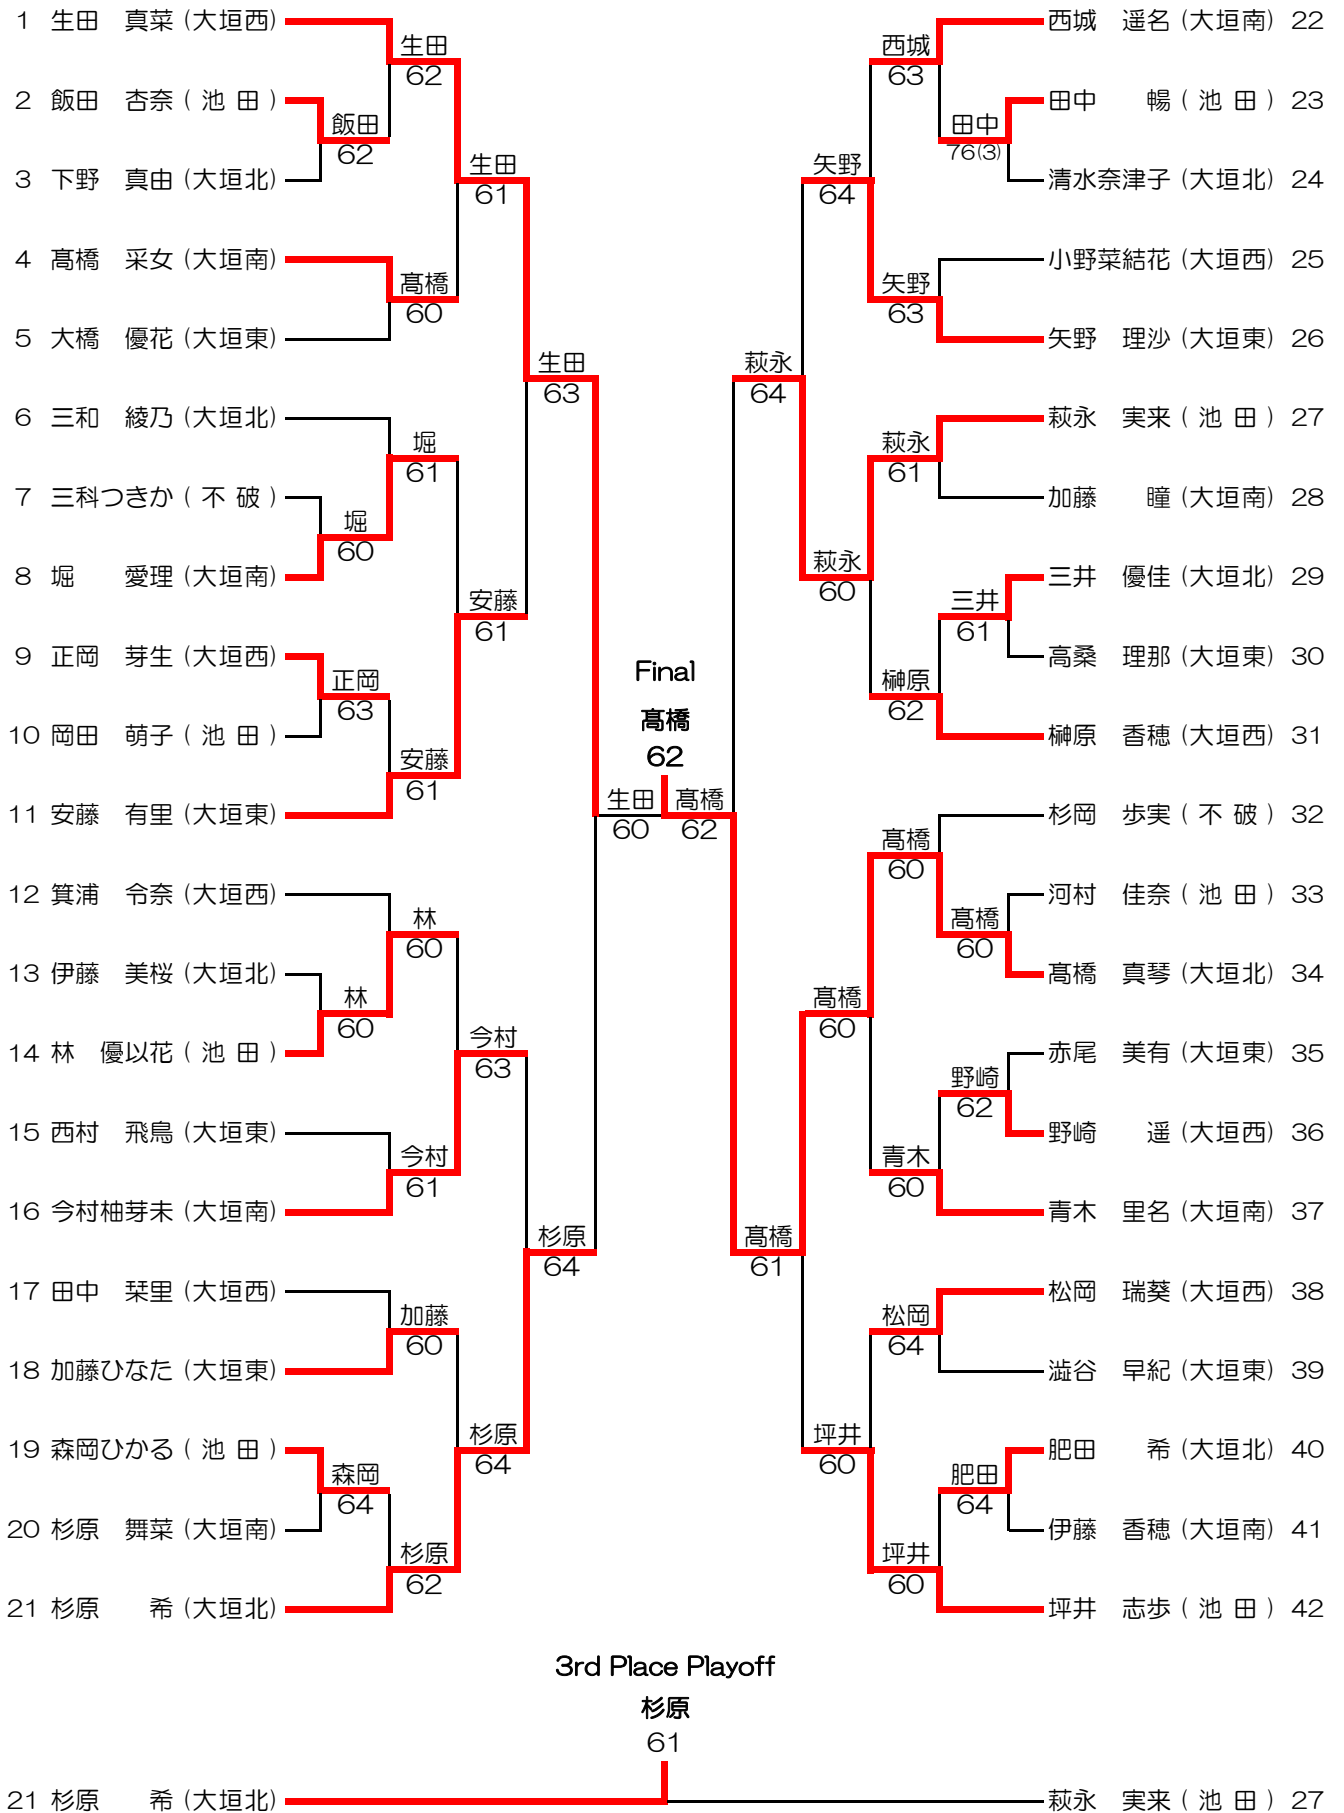 1 生田 真菜 (大垣西)
2 飯田 杏奈 ( 池 田 )
3 下野 真由 (大垣北)
4 髙橋 采女 (大垣南)
5 大橋 優花 (大垣東)
6 三和 綾乃 (大垣北)
7 三科つきか ( 不 破 )
8 堀 愛理 (大垣南)
9 正岡 芽生 (大垣西)
10 岡田 萌子 ( 池 田 )
11 安藤 有里 (大垣東)
12 箕浦 令奈 (大垣西)
13 伊藤 美桜 (大垣北)
14 林 優以花 ( 池 田 )
15 西村 飛鳥 (大垣東)
16 今村柚芽未 (大垣南)
17 田中 栞里 (大垣西)
18 加藤ひなた (大垣東)
19 森岡ひかる ( 池 田 )
20 杉原 舞菜 (大垣南)
21 杉原 希 (大垣北)
飯田
62
堀
60
正岡
63
林
60
森岡
64
生田
62
髙橋
60
堀
61
安藤
61
林
60
今村
61
加藤
60
杉原
62
生田
61
安藤
61
今村
63
杉原
64
生田
63
杉原
64
生田
60
Final
髙橋
62
髙橋
62
萩永
64
髙橋
61
矢野
64
萩永
60
髙橋
60
坪井
60
西城
63
矢野
63
萩永
61
榊原
62
髙橋
60
青木
60
松岡
64
坪井
60
田中
76(3)
三井
61
髙橋
60
野崎
62
肥田
64
西城 遥名 (大垣南) 22
田中 暢 ( 池 田 ) 23
清水奈津子 (大垣北) 24
小野菜結花 (大垣西) 25
矢野 理沙 (大垣東) 26
萩永 実来 ( 池 田 ) 27
加藤 瞳 (大垣南) 28
三井 優佳 (大垣北) 29
高桑 理那 (大垣東) 30
榊原 香穂 (大垣西) 31
杉岡 歩実 ( 不 破 ) 32
河村 佳奈 ( 池 田 ) 33
髙橋 真琴 (大垣北) 34
赤尾 美有 (大垣東) 35
野崎 遥 (大垣西) 36
青木 里名 (大垣南) 37
松岡 瑞葵 (大垣西) 38
澁谷 早紀 (大垣東) 39
肥田 希 (大垣北) 40
伊藤 香穂 (大垣南) 41
坪井 志歩 ( 池 田 ) 42
3rd Place Playoff
杉原
61
21 杉原 希 (大垣北)
萩永 実来 ( 池 田 ) 27